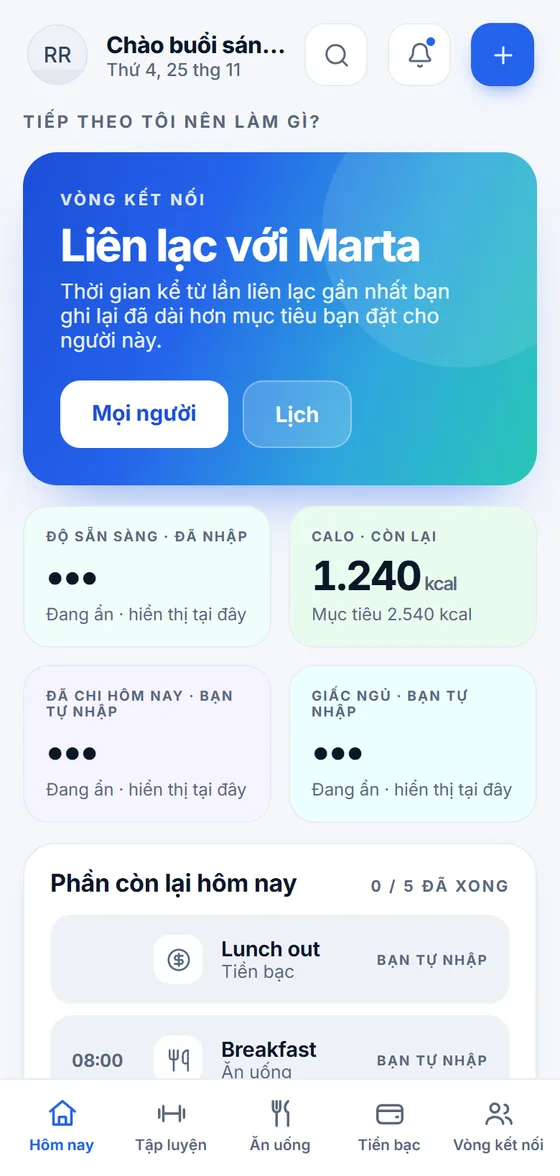 RR
Chào buổi sán...
Thứ 4, 25 thg 11
TIẾP THEO TÔI NÊN LÀM GÌ?
VÒNG KẾT NỐI
Liên lạc với Marta
Thời gian kể từ lần liên lạc gần nhất bạn
ghi lại đã dài hơn mục tiêu bạn đặt cho
người này.
Mọi người
Lịch
ĐỘ SẴN SÀNG · ĐÃ NHẬP
•••
Đang ẩn · hiển thị tại đây
CALO · CÒN LẠI
1.240 kcal
Mục tiêu 2.540 kcal
ĐÃ CHI HÔM NAY · BẠN
TỰ NHẬP
•••
Đang ẩn · hiển thị tại đây
GIẤC NGỦ · BẠN TỰ
NHẬP
•••
Đang ẩn · hiển thị tại đây
Phần còn lại hôm nay
0 / 5 ĐÃ XONG
Lunch out
Tiền bạc
BẠN TỰ NHẬP
08:00
Breakfast
Ăn uống
BẠN TỰ NHẬP
Hôm nay
Tập luyện
Ăn uống
Tiền bạc
Vòng kết nối